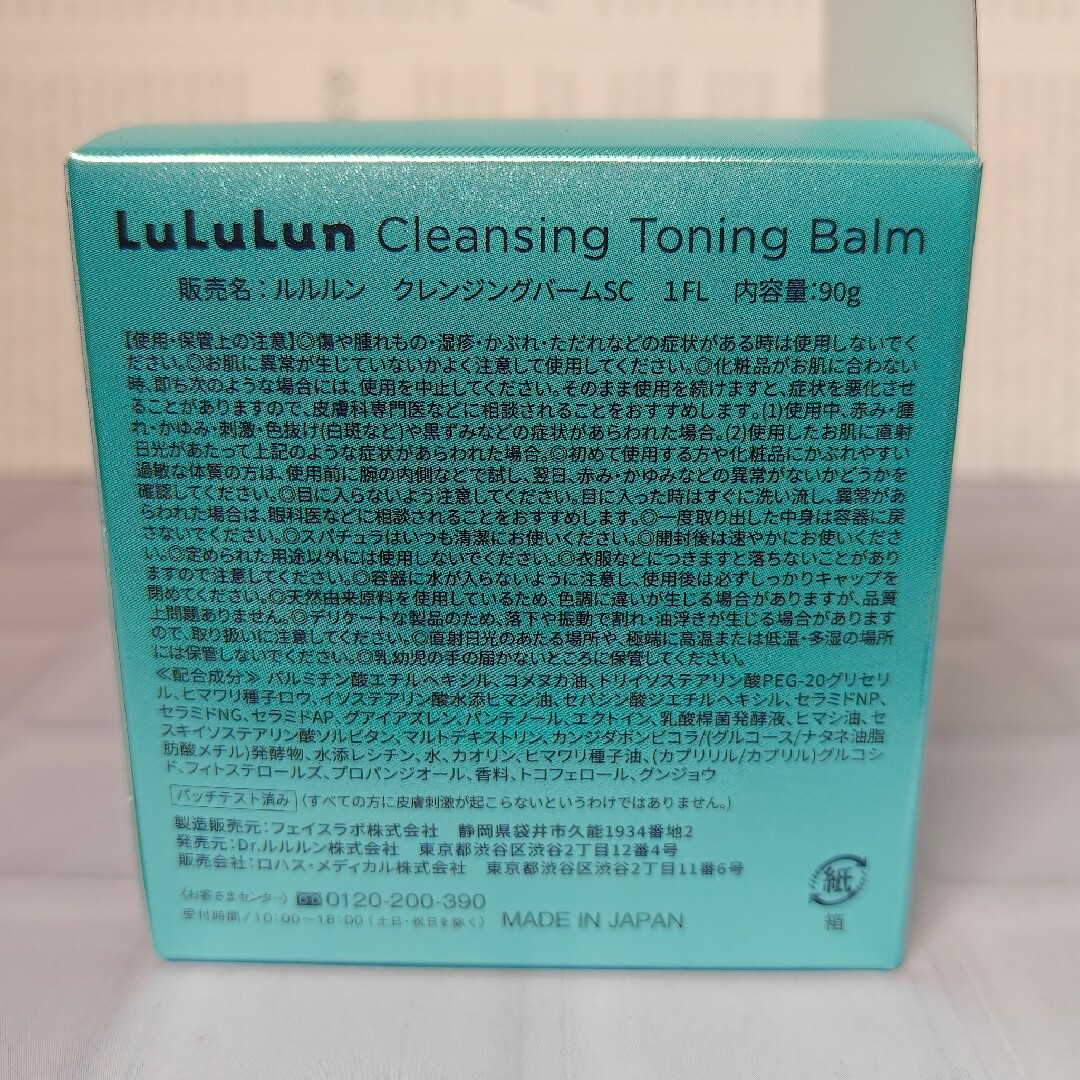 LuLuLun Cleansing Toning Balm
販売名：ルルルン　クレンジングバームSC　1FL　内容量：90g
【使用・保管上の注意】◎傷や腫れもの・湿疹・かぶれ・ただれなどの症状がある時は使用しないでく
ださい。◎お肌に異常が生じていないかよく注意して使用してください。◎化粧品がお肌に合わない
時、即ち次のような場合には、使用を中止してください。そのまま使用を続けますと、症状を悪化させ
ることがありますので、皮膚科専門医などに相談されることをおすすめします。(1)使用中、赤み・腫
れ・かゆみ・刺激・色抜け(白斑など)や黒ずみなどの症状があらわれた場合。(2)使用したお肌に直射
日光があたって上記のような症状があらわれた場合。◎初めて使用する方や化粧品にかぶれやすい
過敏な体質の方は、使用前に腕の内側などで試し、翌日、赤み・かゆみなどの異常がないかどうかを
確認してください。◎目に入らないよう注意してください。目に入った時はすぐに洗い流し、異常があ
らわれた場合は、眼科医などに相談されることをおすすめします。◎一度取り出した中身は容器に戻
さないでください。◎スパチュラはいつも清潔にお使いください。◎開封後は速やかにお使いくださ
い。◎定められた用途以外には使用しないでください。◎衣服などにつきますと落ちないことがあり
ますので注意してください。◎容器に水が入らないように注意し、使用後は必ずしっかりキャップを
閉めてください。◎天然由来原料を使用しているため、色調に違いが生じる場合がありますが、品質
上問題ありません。◎デリケートな製品のため、落下や振動で割れ・油浮きが生じる場合があります
ので、取り扱いに注意してください。◎直射日光のあたる場所や、極端に高温または低温・多湿の場所
には保管しないでください。◎乳幼児の手の届かないところに保管してください。
≪配合成分≫ パルミチン酸エチルヘキシル、コメヌカ油、トリイソステアリン酸PEG-20グリセリ
ル、ヒマワリ種子ロウ、イソステアリン酸水添ヒマシ油、セバシン酸ジエチルヘキシル、セラミドNP、
セラミドNG、セラミドAP、グアイアズレン、パンテノール、エクトイン、乳酸桿菌発酵液、ヒマシ油、セ
スキイソステアリン酸ソルビタン、マルトデキストリン、カンジダボンビコラ/(グルコース/ナタネ油脂
肪酸メチル)発酵物、水添レシチン、水、カオリン、ヒマワリ種子油、(カプリリル/カプリル)グルコシ
ド、フィトステロールズ、プロパンジオール、香料、トコフェロール、グンジョウ
パッチテスト済み (すべての方に皮膚刺激が起こらないというわけではありません。)
製造販売元：フェイスラボ株式会社　静岡県袋井市久能1934番地2
発売元：Dr.ルルルン株式会社　東京都渋谷区渋谷2丁目12番4号
販売会社：ロハス・メディカル株式会社　東京都渋谷区渋谷2丁目11番6号
《お客さまセンター》 0120-200-390
受付時間/10:00～18:00(土日・祝日を除く) MADE IN JAPAN
紙
箱